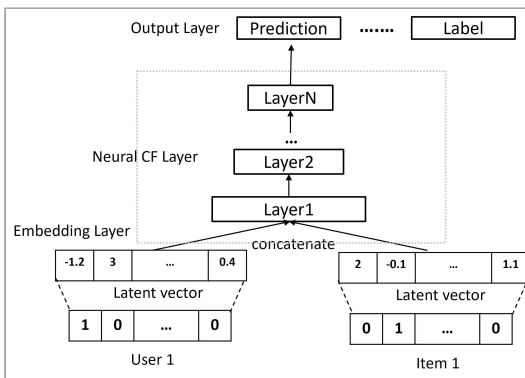 Output Layer Prediction ....... Label
LayerN
...
Neural CF Layer Layer2
Layer1
Embedding Layer
concatenate
-1.2 3 ... 0.4
2 -0.1 ... 1.1
Latent vector
Latent vector
1 0 ... 0
0 1 ... 0
User 1
Item 1